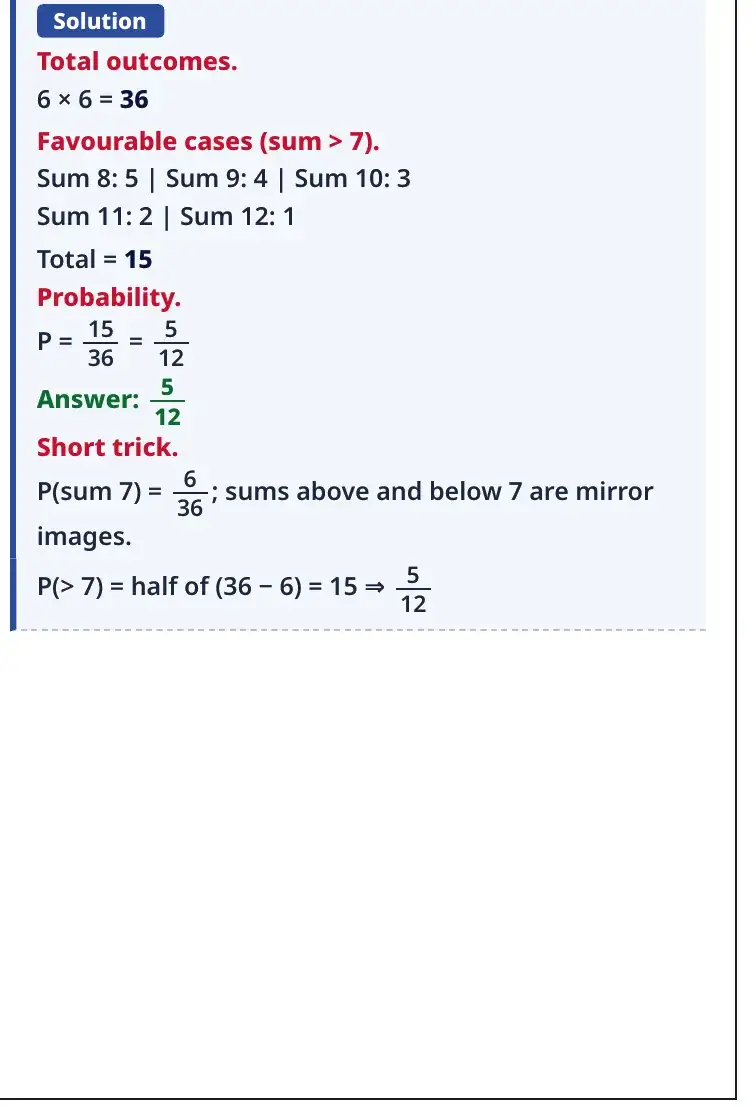 Solution
Total outcomes.
6 × 6 = 36
Favourable cases (sum > 7).
Sum 8: 5 | Sum 9: 4 | Sum 10: 3
Sum 11: 2 | Sum 12: 1
Total = 15
Probability.
P = 15/36 = 5/12
Answer: 5/12
Short trick.
P(sum 7) = 6/36; sums above and below 7 are mirror
images.
P(> 7) = half of (36 − 6) = 15 ⇒ 5/12